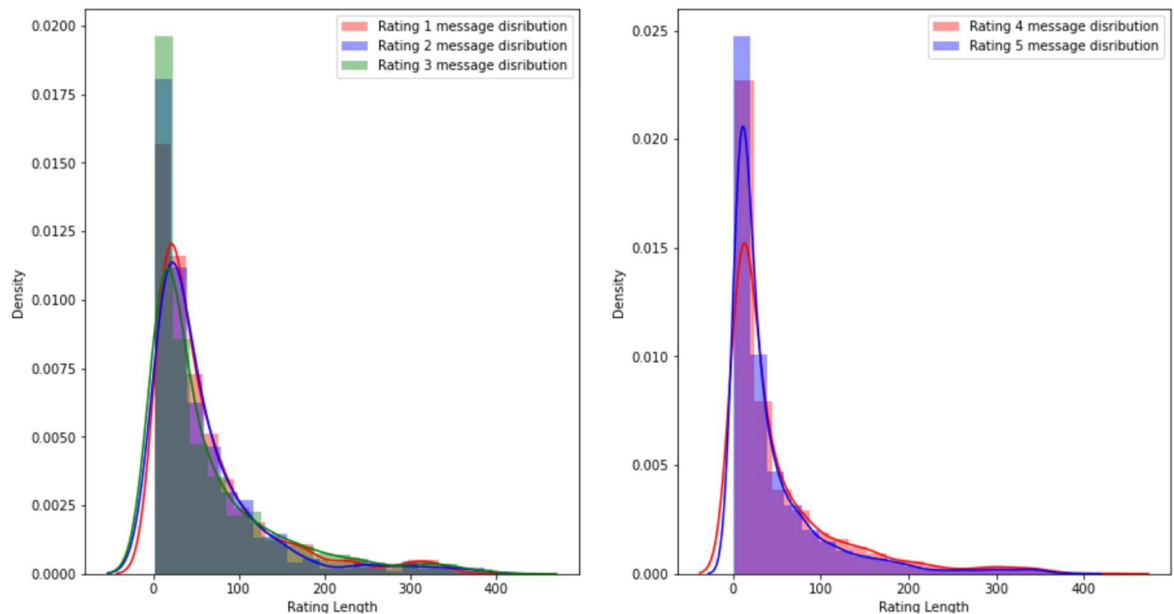 Rating 1 message disribution
Rating 2 message disribution
Rating 3 message disribution
0.0200
0.0175
0.0150
0.0125
0.0100
0.0075
0.0050
0.0025
0.0000
Density
0
100
200
300
400
Rating Length
Rating 4 message disribution
Rating 5 message disribution
0.025
0.020
0.015
0.010
0.005
0.000
Density
0
100
200
300
400
Rating Length